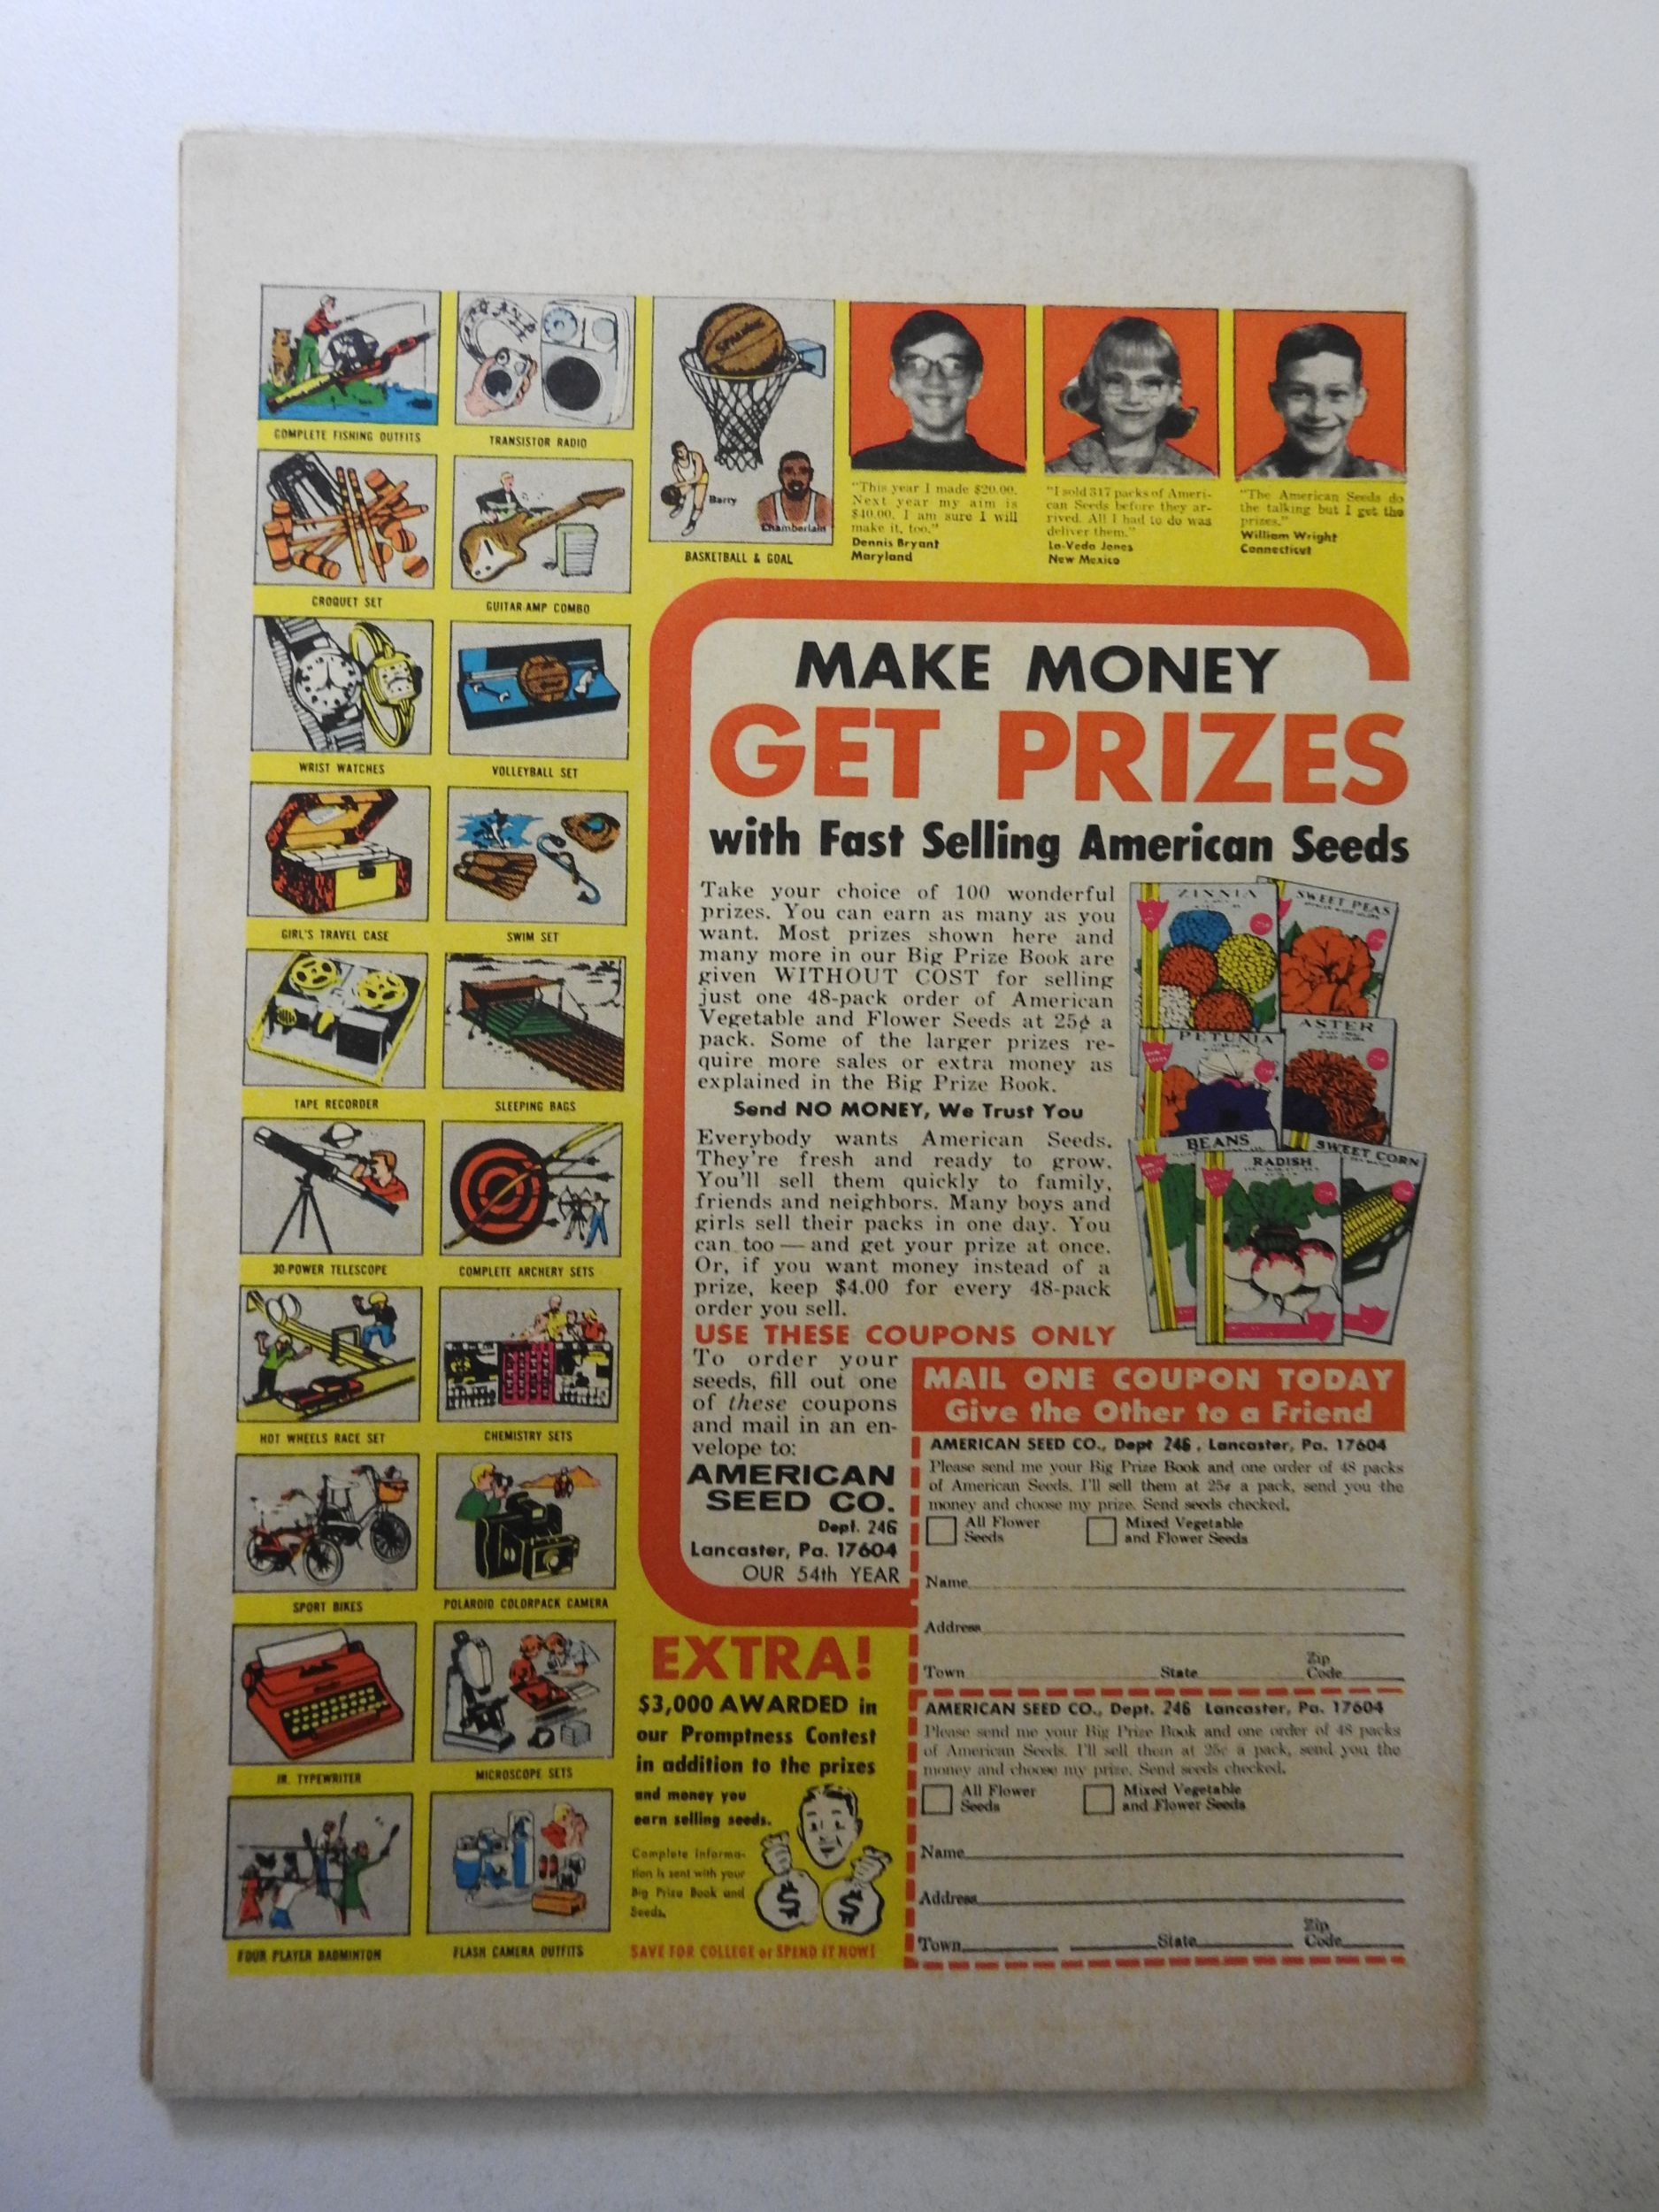 COMPLETE FISHING OUTFITS
TRANSISTOR RADIO
SPALDING
Barry
Chamberlain
BASKETBALL & GOAL
"This year I made $20.00.
Next year my aim is
$40.00. I am sure I will
make it, too."
Dennis Bryant
Maryland
"I sold 317 packs of Ameri-
can Seeds before they ar-
rived. All I had to do was
deliver them."
La-Veda Jones
New Mexico
"The American Seeds do
the talking but I get the
prizes."
William Wright
Connecticut
CROQUET SET
GUITAR-AMP COMBO
WRIST WATCHES
VOLLEYBALL SET
GIRL'S TRAVEL CASE
SWIM SET
TAPE RECORDER
SLEEPING BAGS
30-POWER TELESCOPE
COMPLETE ARCHERY SETS
HOT WHEELS RACE SET
CHEMISTRY SETS
SPORT BIKES
POLAROID COLORPACK CAMERA
JR. TYPEWRITER
MICROSCOPE SETS
FOUR PLAYER BADMINTON
FLASH CAMERA OUTFITS
MAKE MONEY
GET PRIZES
with Fast Selling American Seeds
Take your choice of 100 wonderful
prizes. You can earn as many as you
want. Most prizes shown here and
many more in our Big Prize Book are
given WITHOUT COST for selling
just one 48-pack order of American
Vegetable and Flower Seeds at 25¢ a
pack. Some of the larger prizes re-
quire more sales or extra money as
explained in the Big Prize Book.
Send NO MONEY, We Trust You
Everybody wants American Seeds.
They're fresh and ready to grow.
You'll sell them quickly to family,
friends and neighbors. Many boys and
girls sell their packs in one day. You
can too — and get your prize at once.
Or, if you want money instead of a
prize, keep $4.00 for every 48-pack
order you sell.
ZINNIA
SWEET PEAS
PETUNIA
ASTER
BEANS
RADISH
SWEET CORN
USE THESE COUPONS ONLY
To order your
seeds, fill out one
of these coupons
and mail in an en-
velope to:
AMERICAN
SEED CO.
Dept. 246
Lancaster, Pa. 17604
OUR 54th YEAR
EXTRA!
$3,000 AWARDED in
our Promptness Contest
in addition to the prizes
and money you
earn selling seeds.
Complete informa-
tion is sent with your
Big Prize Book and
Seeds.
$ $
SAVE FOR COLLEGE or SPEND IT NOW!
MAIL ONE COUPON TODAY
Give the Other to a Friend
AMERICAN SEED CO., Dept 246, Lancaster, Pa. 17604
Please send me your Big Prize Book and one order of 48 packs
of American Seeds. I'll sell them at 25¢ a pack, send you the
money and choose my prize. Send seeds checked.
All Flower
Seeds
Mixed Vegetable
and Flower Seeds
Name
Address
Town State Zip
Code
AMERICAN SEED CO., Dept. 246 Lancaster, Pa. 17604
Please send me your Big Prize Book and one order of 48 packs
of American Seeds. I'll sell them at 25¢ a pack, send you the
money and choose my prize. Send seeds checked.
All Flower
Seeds
Mixed Vegetable
and Flower Seeds
Name
Address
Town State Zip
Code